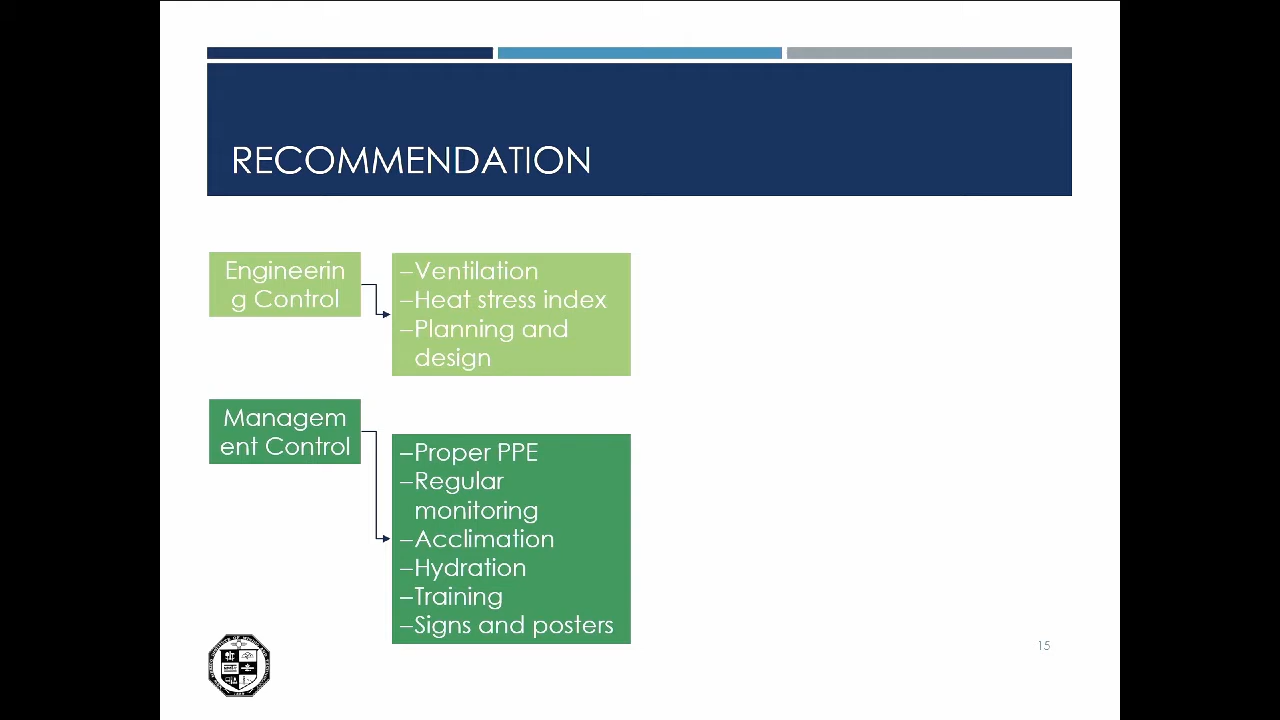 RECOMMENDATION
Engineerin
g Control
–Ventilation
–Heat stress index
–Planning and
design
Managem
ent Control
–Proper PPE
–Regular
monitoring
–Acclimation
–Hydration
–Training
–Signs and posters
15